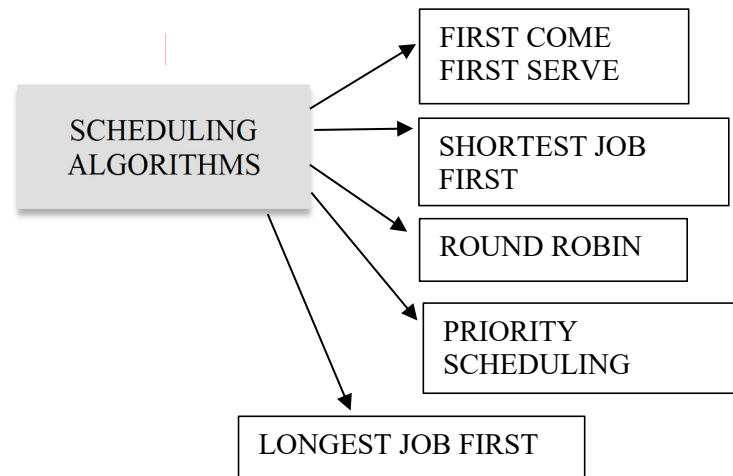 SCHEDULING
ALGORITHMS
FIRST COME
FIRST SERVE
SHORTEST JOB
FIRST
ROUND ROBIN
PRIORITY
SCHEDULING
LONGEST JOB FIRST